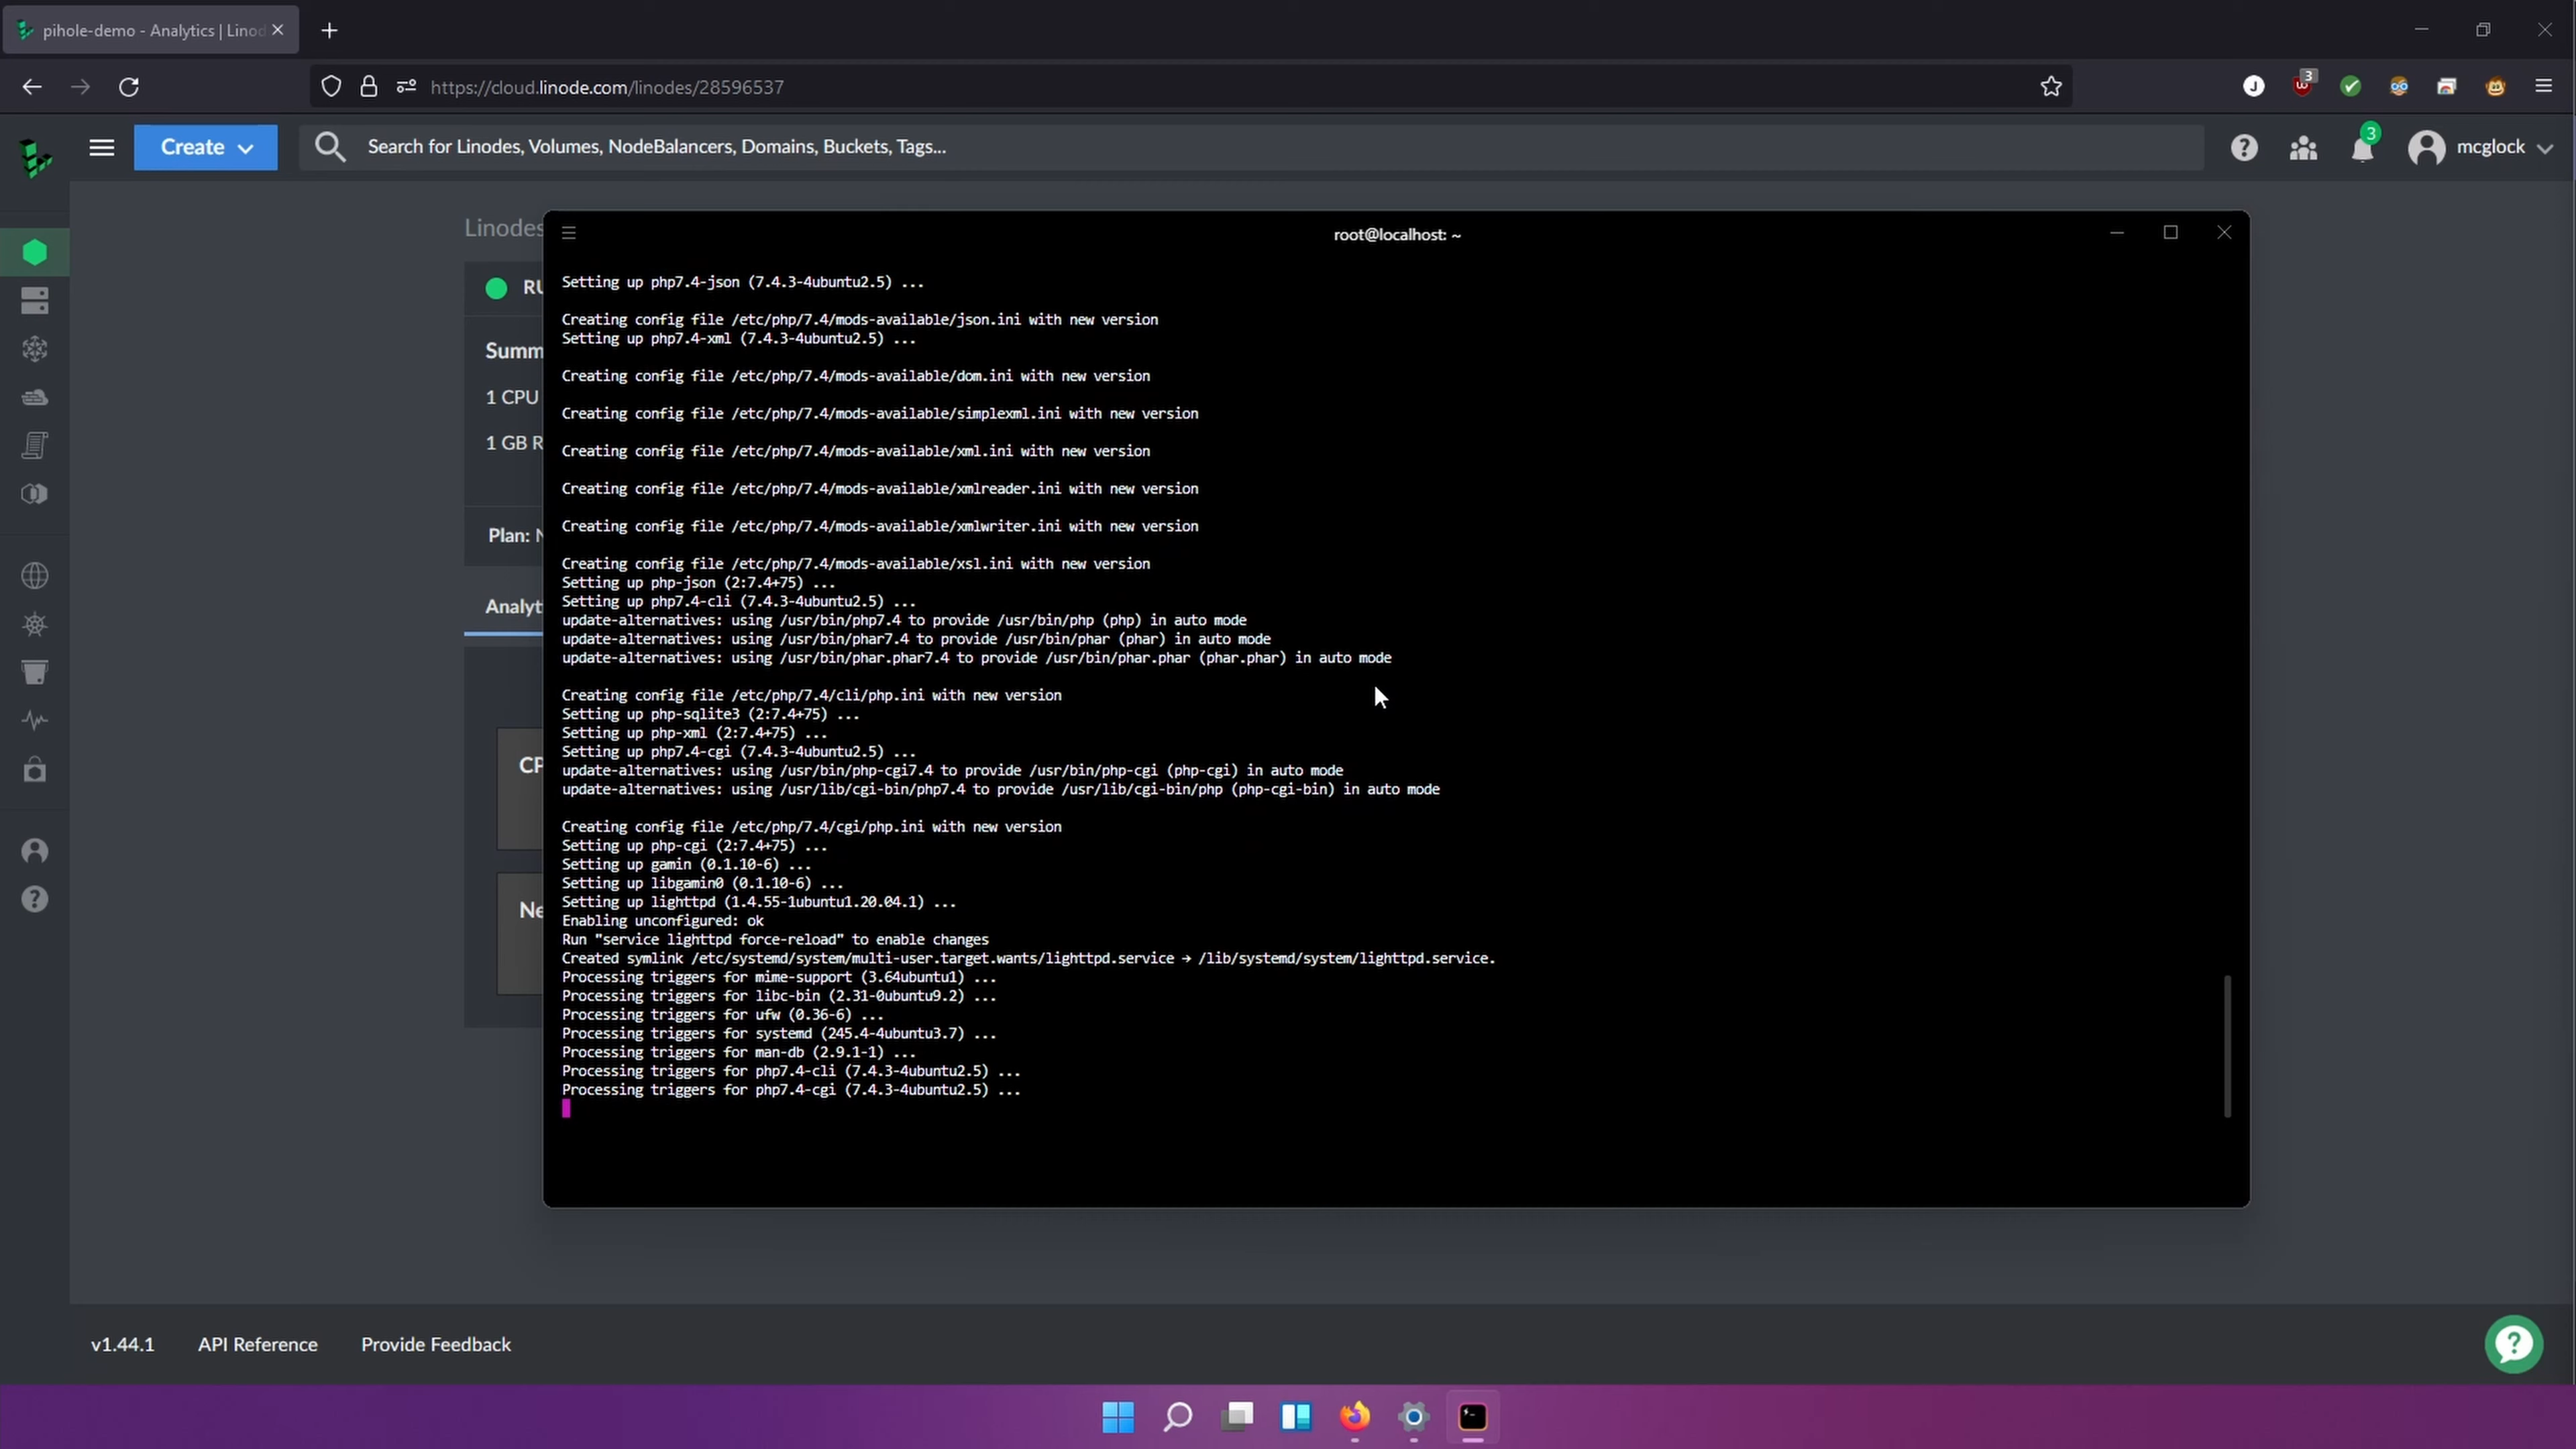 pihole-demo - Analytics | Linod
https://cloud.linode.com/linodes/28596537
3
Create
Search for Linodes, Volumes, NodeBalancers, Domains, Buckets, Tags...
3
mcglock
Linodes
RU
Summ
1 CPU
1 GB R
Plan: N
Analyt
CP
Ne
root@localhost: ~
Setting up php7.4-json (7.4.3-4ubuntu2.5) ...
Creating config file /etc/php/7.4/mods-available/json.ini with new version
Setting up php7.4-xml (7.4.3-4ubuntu2.5) ...
Creating config file /etc/php/7.4/mods-available/dom.ini with new version
Creating config file /etc/php/7.4/mods-available/simplexml.ini with new version
Creating config file /etc/php/7.4/mods-available/xml.ini with new version
Creating config file /etc/php/7.4/mods-available/xmlreader.ini with new version
Creating config file /etc/php/7.4/mods-available/xmlwriter.ini with new version
Creating config file /etc/php/7.4/mods-available/xsl.ini with new version
Setting up php-json (2:7.4+75) ...
Setting up php7.4-cli (7.4.3-4ubuntu2.5) ...
update-alternatives: using /usr/bin/php7.4 to provide /usr/bin/php (php) in auto mode
update-alternatives: using /usr/bin/phar7.4 to provide /usr/bin/phar (phar) in auto mode
update-alternatives: using /usr/bin/phar.phar7.4 to provide /usr/bin/phar.phar (phar.phar) in auto mode
Creating config file /etc/php/7.4/cli/php.ini with new version
Setting up php-sqlite3 (2:7.4+75) ...
Setting up php-xml (2:7.4+75) ...
Setting up php7.4-cgi (7.4.3-4ubuntu2.5) ...
update-alternatives: using /usr/bin/php-cgi7.4 to provide /usr/bin/php-cgi (php-cgi) in auto mode
update-alternatives: using /usr/lib/cgi-bin/php7.4 to provide /usr/lib/cgi-bin/php (php-cgi-bin) in auto mode
Creating config file /etc/php/7.4/cgi/php.ini with new version
Setting up php-cgi (2:7.4+75) ...
Setting up gamin (0.1.10-6) ...
Setting up libgamin0 (0.1.10-6) ...
Setting up lighttpd (1.4.55-1ubuntu1.20.04.1) ...
Enabling unconfigured: ok
Run "service lighttpd force-reload" to enable changes
Created symlink /etc/systemd/system/multi-user.target.wants/lighttpd.service → /lib/systemd/system/lighttpd.service.
Processing triggers for mime-support (3.64ubuntu1) ...
Processing triggers for libc-bin (2.31-0ubuntu9.2) ...
Processing triggers for ufw (0.36-6) ...
Processing triggers for systemd (245.4-4ubuntu3.7) ...
Processing triggers for man-db (2.9.1-1) ...
Processing triggers for php7.4-cli (7.4.3-4ubuntu2.5) ...
Processing triggers for php7.4-cgi (7.4.3-4ubuntu2.5) ...
v1.44.1
API Reference
Provide Feedback